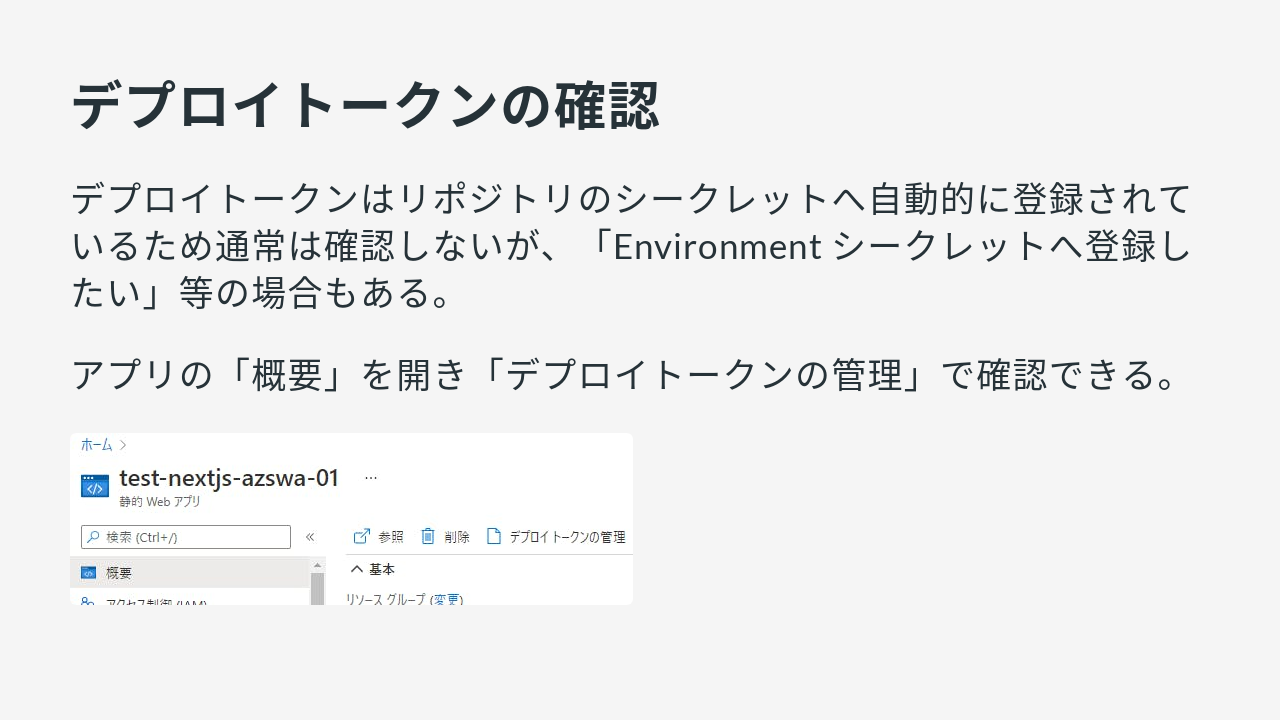 デプロイトークンの確認
デプロイトークンはリポジトリのシークレットへ自動的に登録されて
いるため通常は確認しないが、「Environment シークレットへ登録し
たい」等の場合もある。
アプリの「概要」を開き「デプロイトークンの管理」で確認できる。
ホーム >
test-nextjs-azswa-01 …
静的 Web アプリ
検索 (Ctrl+/) «
参照 削除 デプロイ トークンの管理
概要
基本
アクセス制御 (IAM)
リソース グループ (変更)